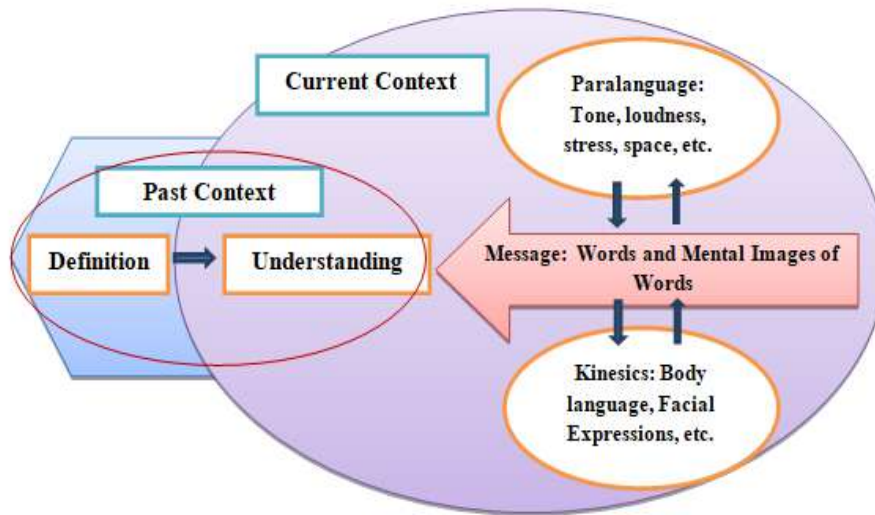 Current Context
Paralanguage:
Tone, loudness,
stress, space, etc.
Past Context
Definition
Understanding
Message: Words and Mental Images of
Words
Kinesics: Body
language, Facial
Expressions, etc.